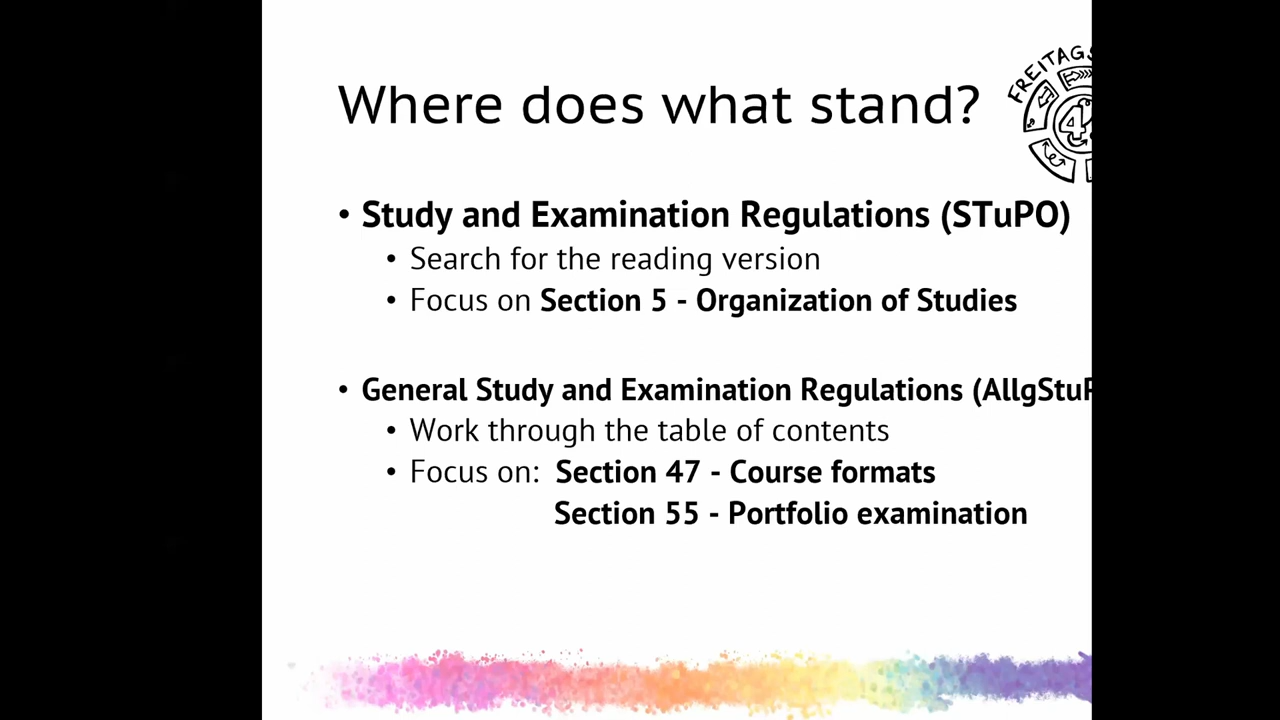 Where does what stand?
FREITAGS
42
• Study and Examination Regulations (STuPO)
• Search for the reading version
• Focus on Section 5 - Organization of Studies
• General Study and Examination Regulations (AllgStuP
• Work through the table of contents
• Focus on: Section 47 - Course formats
Section 55 - Portfolio examination